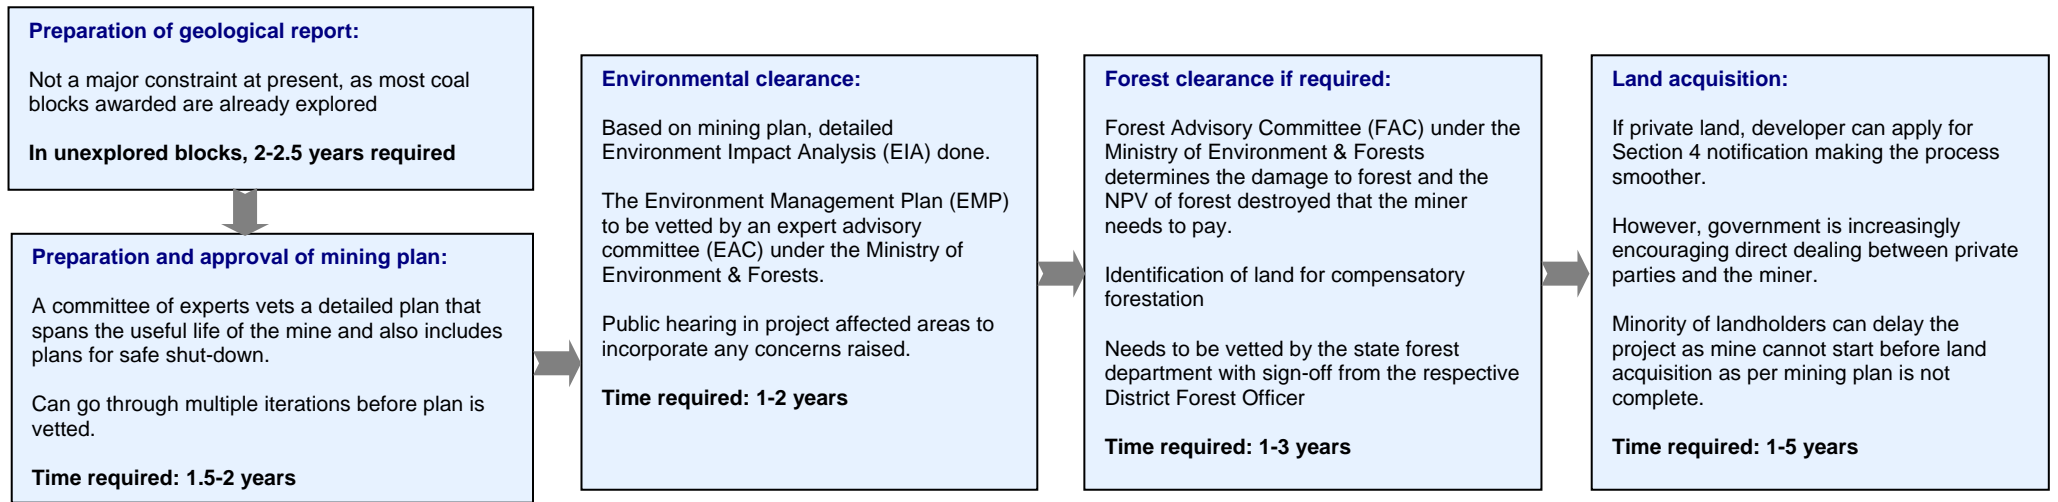 Preparation of geological report:
Not a major constraint at present, as most coal
blocks awarded are already explored
In unexplored blocks, 2-2.5 years required
Preparation and approval of mining plan:
A committee of experts vets a detailed plan that
spans the useful life of the mine and also includes
plans for safe shut-down.
Can go through multiple iterations before plan is
vetted.
Time required: 1.5-2 years
Environmental clearance:
Based on mining plan, detailed
Environment Impact Analysis (EIA) done.
The Environment Management Plan (EMP)
to be vetted by an expert advisory
committee (EAC) under the Ministry of
Environment & Forests.
Public hearing in project affected areas to
incorporate any concerns raised.
Time required: 1-2 years
Forest clearance if required:
Forest Advisory Committee (FAC) under the
Ministry of Environment & Forests
determines the damage to forest and the
NPV of forest destroyed that the miner
needs to pay.
Identification of land for compensatory
forestation
Needs to be vetted by the state forest
department with sign-off from the respective
District Forest Officer
Time required: 1-3 years
Land acquisition:
If private land, developer can apply for
Section 4 notification making the process
smoother.
However, government is increasingly
encouraging direct dealing between private
parties and the miner.
Minority of landholders can delay the
project as mine cannot start before land
acquisition as per mining plan is not
complete.
Time required: 1-5 years